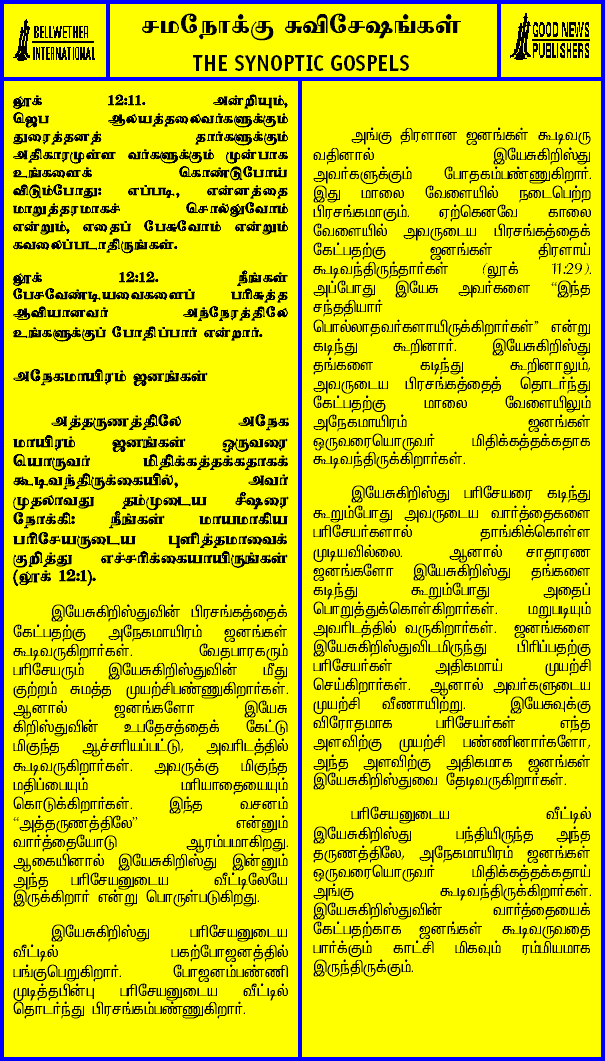 BELLWETHER
INTERNATIONAL
சமநோக்கு சுவிசேஷங்கள்
THE SYNOPTIC GOSPELS
GOOD NEWS
PUBLISHERS
லூக் 12:11. அன்றியும்,
ஜெப ஆலயத்தலைவர்களுக்கும்
துரைத்தனத் தார்களுக்கும்
அதிகாரமுள்ள வர்களுக்கும் முன்பாக
உங்களைக் கொண்டுபோய்
விடும்போது: எப்படி, என்னத்தை
மாறுத்தரமாகச் சொல்லுவோம்
என்றும், எதைப் பேசுவோம் என்றும்
கவலைப்படாதிருங்கள்.
லூக் 12:12. நீங்கள்
பேசவேண்டியவைகளைப் பரிசுத்த
ஆவியானவர் அந்நேரத்திலே
உங்களுக்குப் போதிப்பார் என்றார்.
அநேகமாயிரம் ஜனங்கள்
அத்தருணத்திலே அநேக
மாயிரம் ஜனங்கள் ஒருவரை
யொருவர் மிதிக்கத்தக்கதாகக்
கூடிவந்திருக்கையில், அவர்
முதலாவது தம்முடைய சீஷரை
நோக்கி: நீங்கள் மாயமாகிய
பரிசேயருடைய புளித்தமாவைக்
குறித்து எச்சரிக்கையாயிருங்கள்
(லூக் 12:1).
இயேசுகிறிஸ்துவின் பிரசங்கத்தைக்
கேட்பதற்கு அநேகமாயிரம் ஜனங்கள்
கூடிவருகிறார்கள். வேதபாரகரும்
பரிசேயரும் இயேசுகிறிஸ்துவின் மீது
குற்றம் சுமத்த முயற்சிபண்ணுகிறார்கள்.
ஆனால் ஜனங்களோ இயேசு
கிறிஸ்துவின் உபதேசத்தைக் கேட்டு
மிகுந்த ஆச்சரியப்பட்டு, அவரிடத்தில்
கூடிவருகிறார்கள். அவருக்கு மிகுந்த
மதிப்பையும் மரியாதையையும்
கொடுக்கிறார்கள். இந்த வசனம்
“அத்தருணத்திலே” என்னும்
வார்த்தையோடு ஆரம்பமாகிறது.
ஆகையினால் இயேசுகிறிஸ்து இன்னும்
அந்த பரிசேயனுடைய வீட்டிலேயே
இருக்கிறார் என்று பொருள்படுகிறது.
இயேசுகிறிஸ்து பரிசேயனுடைய
வீட்டில் பகற்போஜனத்தில்
பங்குபெறுகிறார். போஜனம்பண்ணி
முடித்தபின்பு பரிசேயனுடைய வீட்டில்
தொடர்ந்து பிரசங்கம்பண்ணுகிறார்.
அங்கு திரளான ஜனங்கள் கூடிவரு
வதினால் இயேசுகிறிஸ்து
அவர்களுக்கும் போதகம்பண்ணுகிறார்.
இது மாலை வேளையில் நடைபெற்ற
பிரசங்கமாகும். ஏற்கெனவே காலை
வேளையில் அவருடைய பிரசங்கத்தைக்
கேட்பதற்கு ஜனங்கள் திரளாய்
கூடிவந்திருந்தார்கள் (லூக் 11:29).
அப்போது இயேசு அவர்களை “இந்த
சந்ததியார்
பொல்லாதவர்களாயிருக்கிறார்கள்” என்று
கடிந்து கூறினார். இயேசுகிறிஸ்து
தங்களை கடிந்து கூறினாலும்,
அவருடைய பிரசங்கத்தைத் தொடர்ந்து
கேட்பதற்கு மாலை வேளையிலும்
அநேகமாயிரம் ஜனங்கள்
ஒருவரையொருவர் மிதிக்கத்தக்கதாக
கூடிவந்திருக்கிறார்கள்.
இயேசுகிறிஸ்து பரிசேயரை கடிந்து
கூறும்போது அவருடைய வார்த்தைகளை
பரிசேயர்களால் தாங்கிக்கொள்ள
முடியவில்லை. ஆனால் சாதாரண
ஜனங்களோ இயேசுகிறிஸ்து தங்களை
கடிந்து கூறும்போது அதைப்
பொறுத்துக்கொள்கிறார்கள். மறுபடியும்
அவரிடத்தில் வருகிறார்கள். ஜனங்களை
இயேசுகிறிஸ்துவிடமிருந்து பிரிப்பதற்கு
பரிசேயர்கள் அதிகமாய் முயற்சி
செய்கிறார்கள். ஆனால் அவர்களுடைய
முயற்சி வீணாயிற்று. இயேசுவுக்கு
விரோதமாக பரிசேயர்கள் எந்த
அளவிற்கு முயற்சி பண்ணினார்களோ,
அந்த அளவிற்கு அதிகமாக ஜனங்கள்
இயேசுகிறிஸ்துவை தேடிவருகிறார்கள்.
பரிசேயனுடைய வீட்டில்
இயேசுகிறிஸ்து பந்தியிருந்த அந்த
தருணத்திலே, அநேகமாயிரம் ஜனங்கள்
ஒருவரையொருவர் மிதிக்கத்தக்கதாய்
அங்கு கூடிவந்திருக்கிறார்கள்.
இயேசுகிறிஸ்துவின் வார்த்தையைக்
கேட்பதற்காக ஜனங்கள் கூடிவருவதை
பார்க்கும் காட்சி மிகவும் ரம்மியமாக
இருந்திருக்கும்.